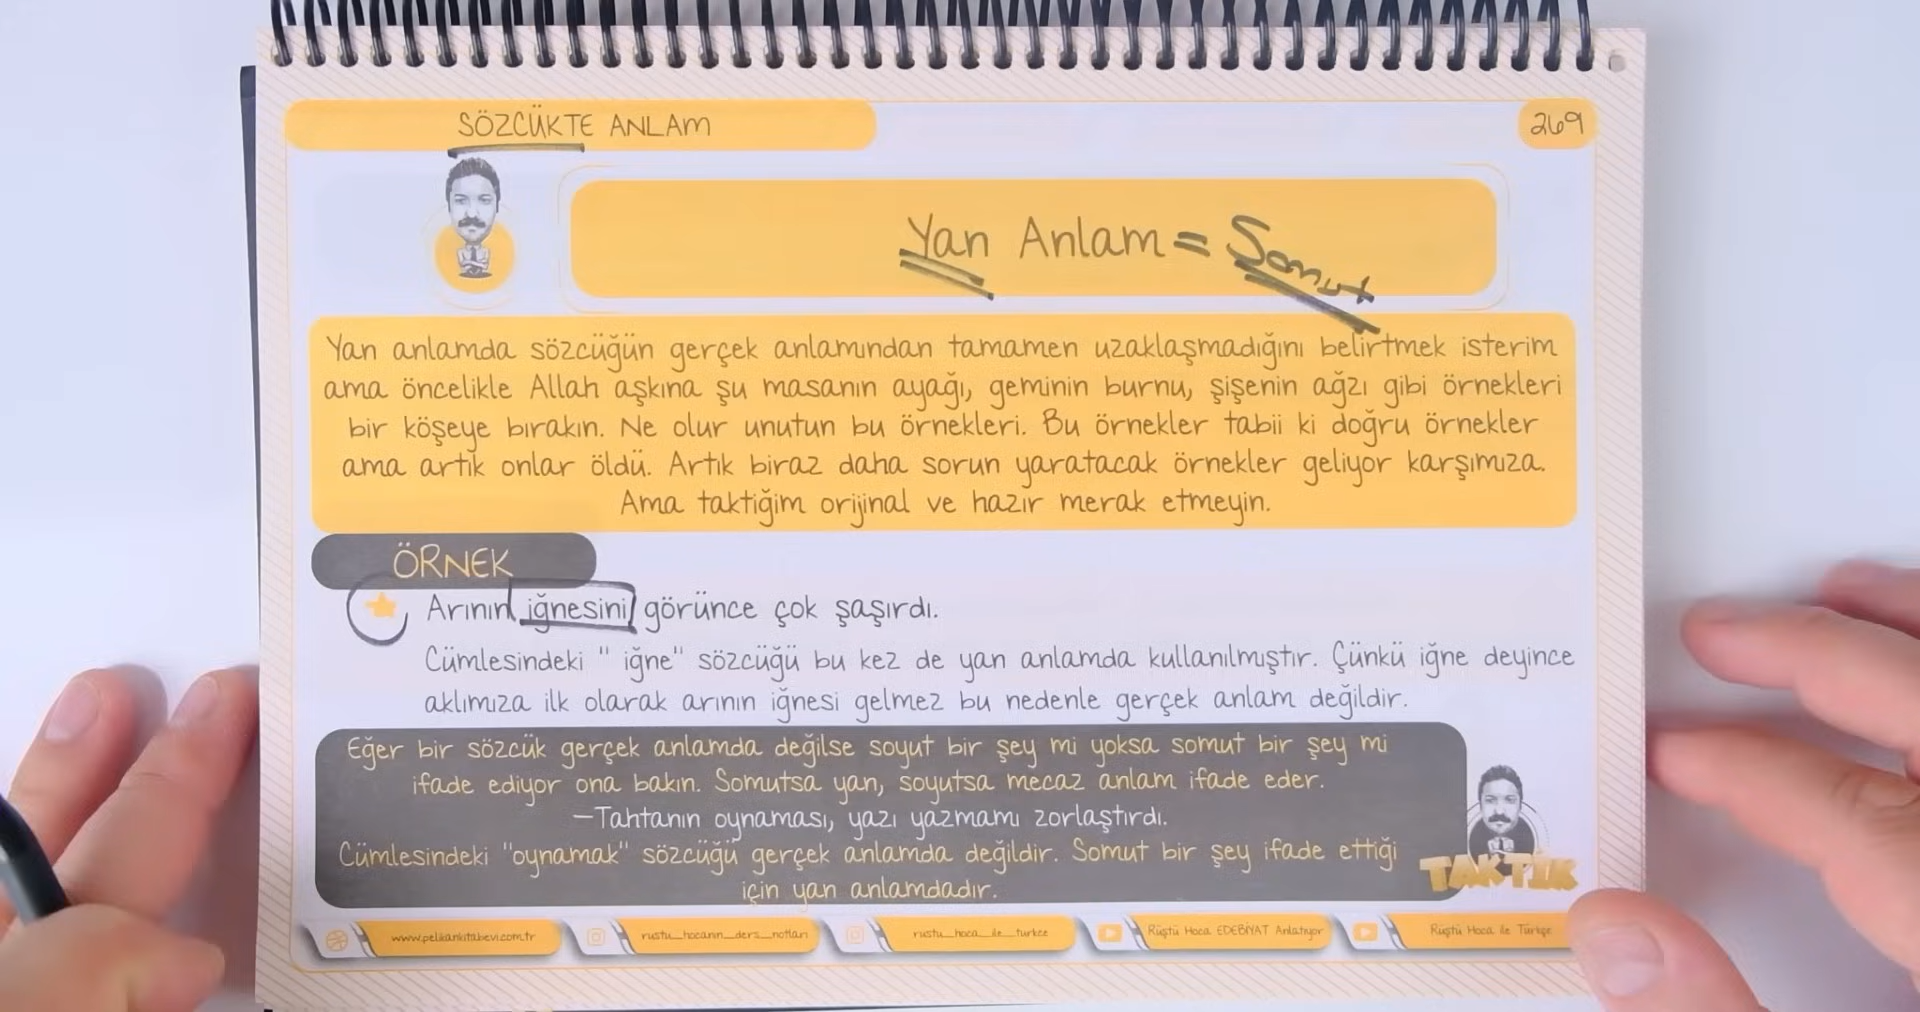 SÖZCÜKTE ANLAM
269
Yan Anlam = Somut
Yan anlamda sözcüğün gerçek anlamından tamamen uzaklaşmadığını belirtmek isterim
ama öncelikle Allah aşkına şu masanın ayağı, geminin burnu, şişenin ağzı gibi örnekleri
bir köşeye bırakın. Ne olur unutun bu örnekleri. Bu örnekler tabii ki doğru örnekler
ama artık onlar öldü. Artık biraz daha sorun yaratacak örnekler geliyor karşımıza.
Ama taktiğim orijinal ve hazır merak etmeyin.
ÖRNEK
Arının iğnesini görünce çok şaşırdı.
Cümlesindeki " iğne" sözcüğü bu kez de yan anlamda kullanılmıştır. Çünkü iğne deyince
aklımıza ilk olarak arının iğnesi gelmez bu nedenle gerçek anlam değildir.
Eğer bir sözcük gerçek anlamda değilse soyut bir şey mi yoksa somut bir şey mi
ifade ediyor ona bakın. Somutsa yan, soyutsa mecaz anlam ifade eder.
–Tahtanın oynaması, yazı yazmamı zorlaştırdı.
Cümlesindeki "oynamak" sözcüğü gerçek anlamda değildir. Somut bir şey ifade ettiği
için yan anlamdadır.
TAKTİK
www.pelikankitabevi.com.tr
rustu_hocanın_ders_notları
rustu_hoca_ile_turkce
Rüştü Hoca EDEBİYAT Anlatıyor
Rüştü Hoca ile Türkçe